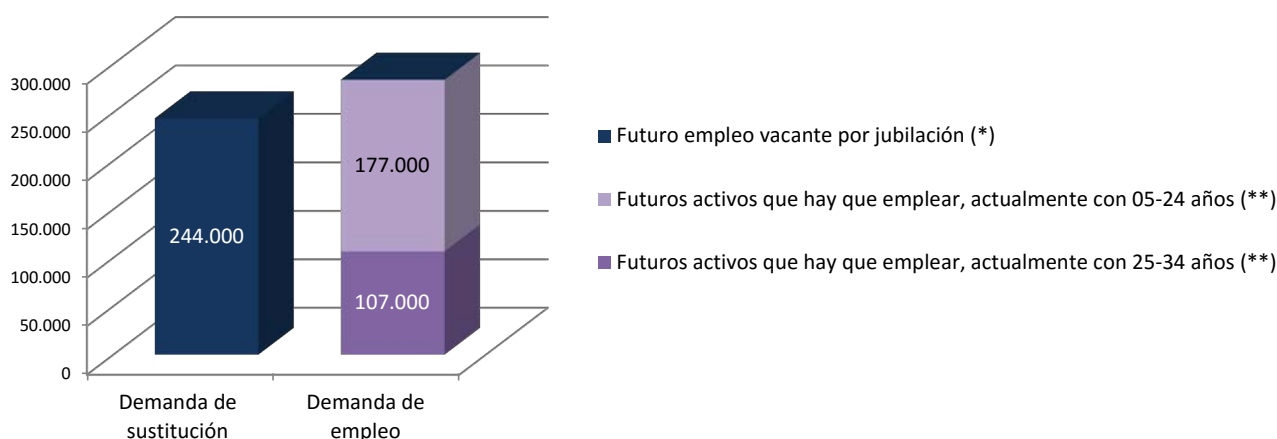 300.000
250.000
200.000
150.000
100.000
50.000
0
244.000
177.000
107.000
Demanda de
sustitución
Demanda de
empleo
Futuro empleo vacante por jubilación (*)
Futuros activos que hay que emplear, actualmente con 05-24 años (**)
Futuros activos que hay que emplear, actualmente con 25-34 años (**)